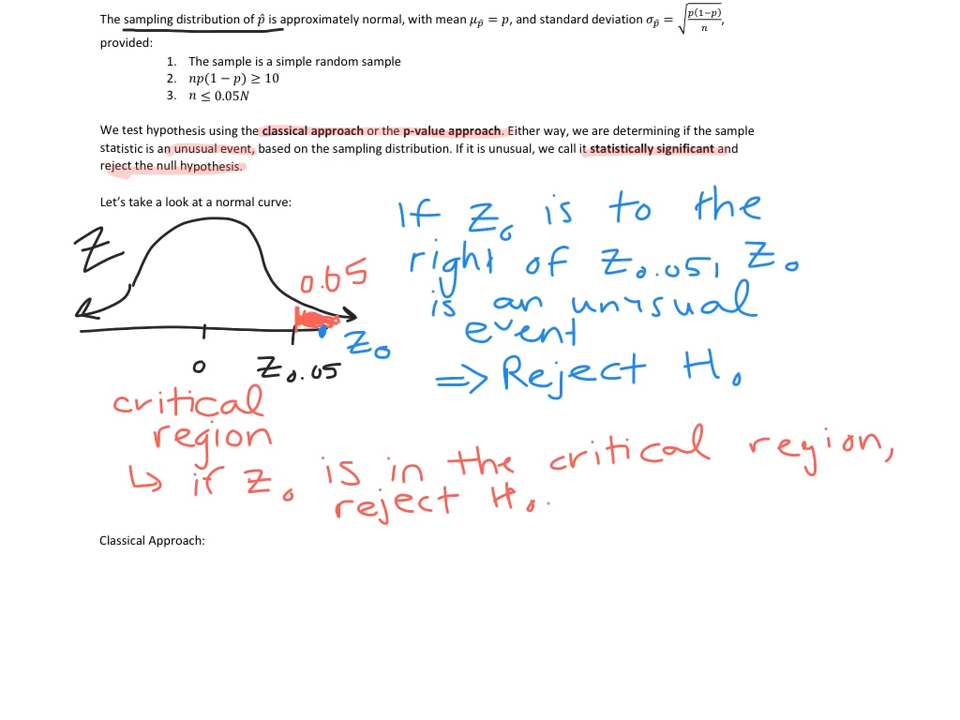 The sampling distribution of p̂ is approximately normal, with mean μp̂ = p, and standard deviation σp̂ = √(p(1−p)/n),
provided:
1. The sample is a simple random sample
2. np(1 − p) ≥ 10
3. n ≤ 0.05N
We test hypothesis using the classical approach or the p-value approach. Either way, we are determining if the sample
statistic is an unusual event, based on the sampling distribution. If it is unusual, we call it statistically significant and
reject the null hypothesis.
Let's take a look at a normal curve:
If Z₀ is to the
right of Z₀.₀₅, Z₀
is an unusual
event
⇒ Reject H₀
Z
0.05
Z₀
0
Z₀.₀₅
critical
region
↳ if Z₀ is in the critical region,
reject H₀.
Classical Approach: